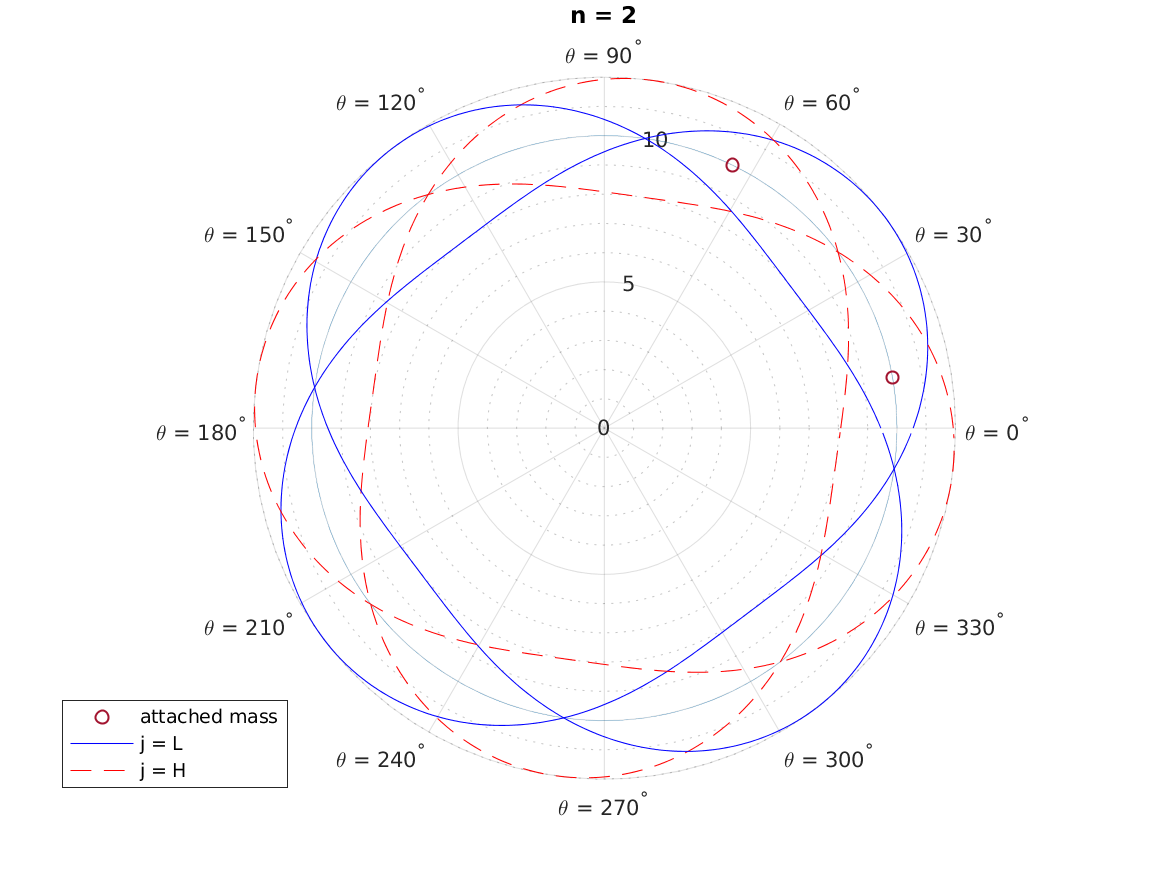 n = 2
θ = 90°
θ = 120°
θ = 60°
10
θ = 150°
θ = 30°
5
θ = 180°
0
θ = 0°
θ = 210°
θ = 330°
attached mass
j = L
j = H
θ = 240°
θ = 300°
θ = 270°